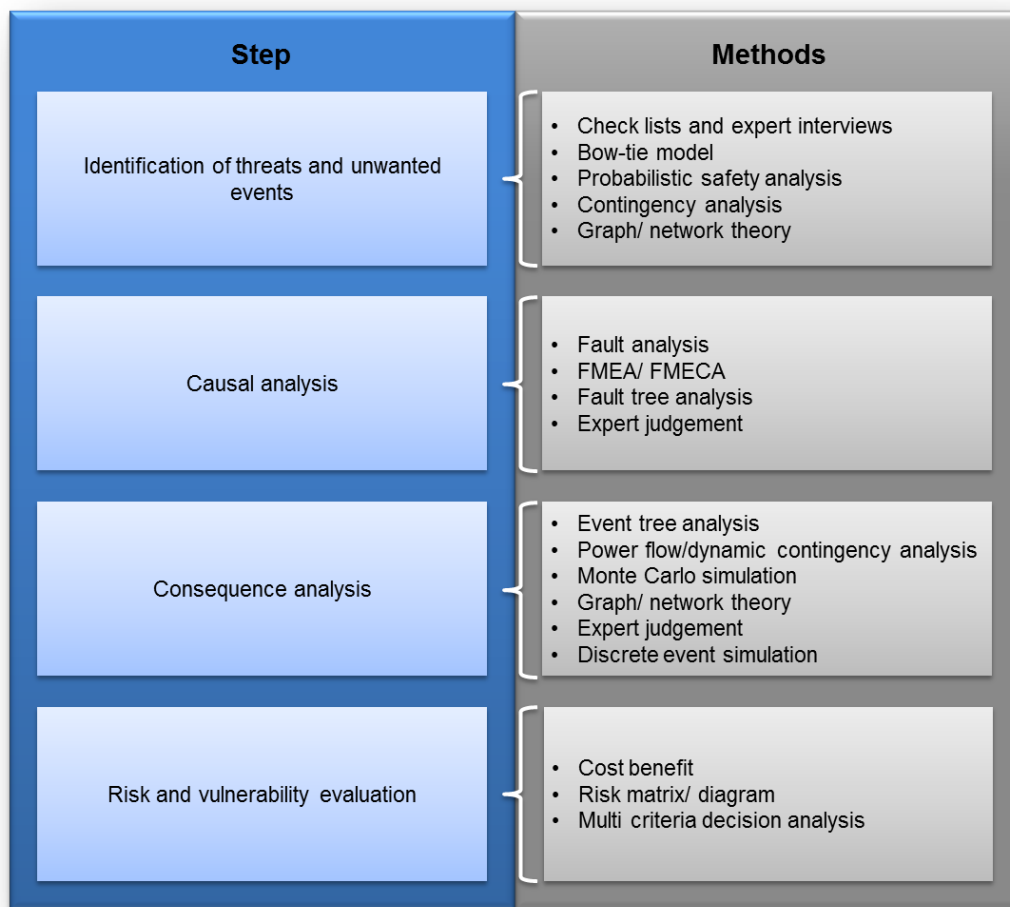 Step
Methods
Identification of threats and unwanted
events
• Check lists and expert interviews
• Bow-tie model
• Probabilistic safety analysis
• Contingency analysis
• Graph/ network theory
Causal analysis
• Fault analysis
• FMEA/ FMECA
• Fault tree analysis
• Expert judgement
Consequence analysis
• Event tree analysis
• Power flow/dynamic contingency analysis
• Monte Carlo simulation
• Graph/ network theory
• Expert judgement
• Discrete event simulation
Risk and vulnerability evaluation
• Cost benefit
• Risk matrix/ diagram
• Multi criteria decision analysis